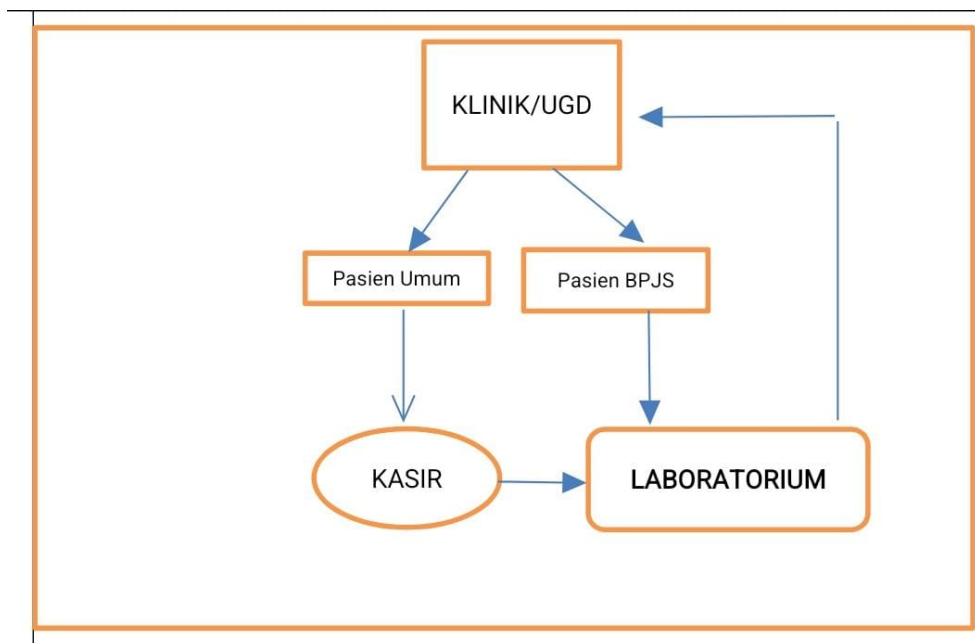 KLINIK/UGD
Pasien Umum
Pasien BPJS
KASIR
LABORATORIUM